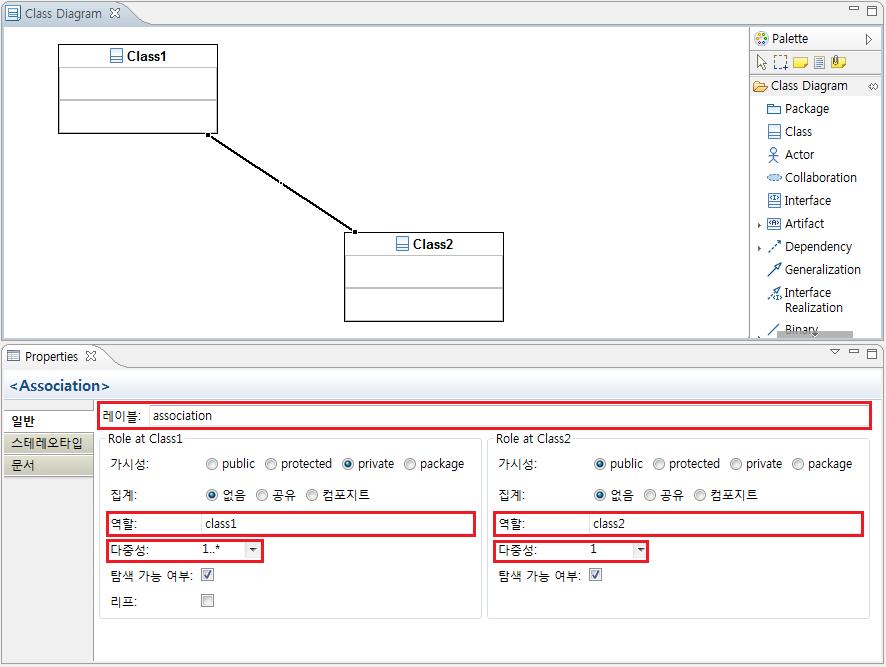 Class Diagram
Class1
Class2
Palette
Class Diagram
Package
Class
Actor
Collaboration
Interface
Artifact
Dependency
Generalization
Interface
Realization
Binary
Properties
<Association>
일반
스테레오타입
문서
레이블: association
Role at Class1
가시성: public protected private package
집계: 없음 공유 컴포지트
역할: class1
다중성: 1..*
탐색 가능 여부:
리프:
Role at Class2
가시성: public protected private package
집계: 없음 공유 컴포지트
역할: class2
다중성: 1
탐색 가능 여부: